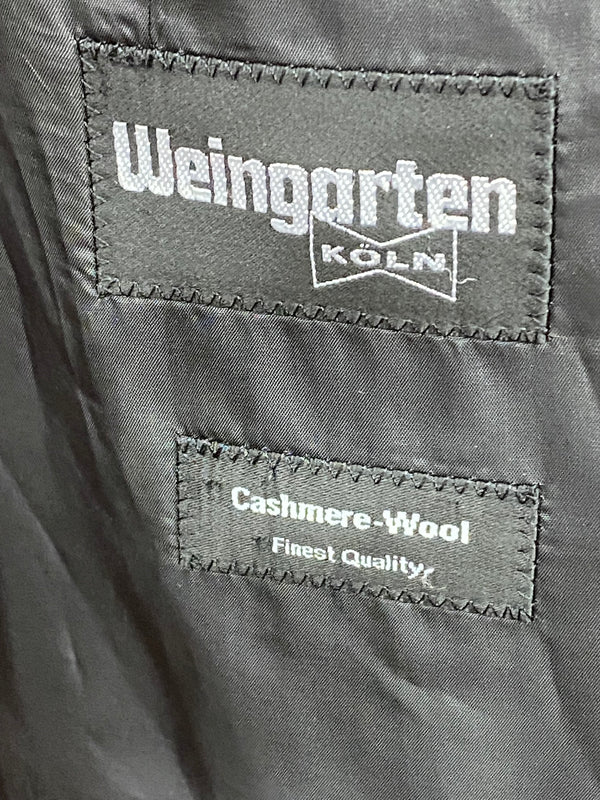 Weingarten
KÖLN
Cashmere-Wool
Finest Quality